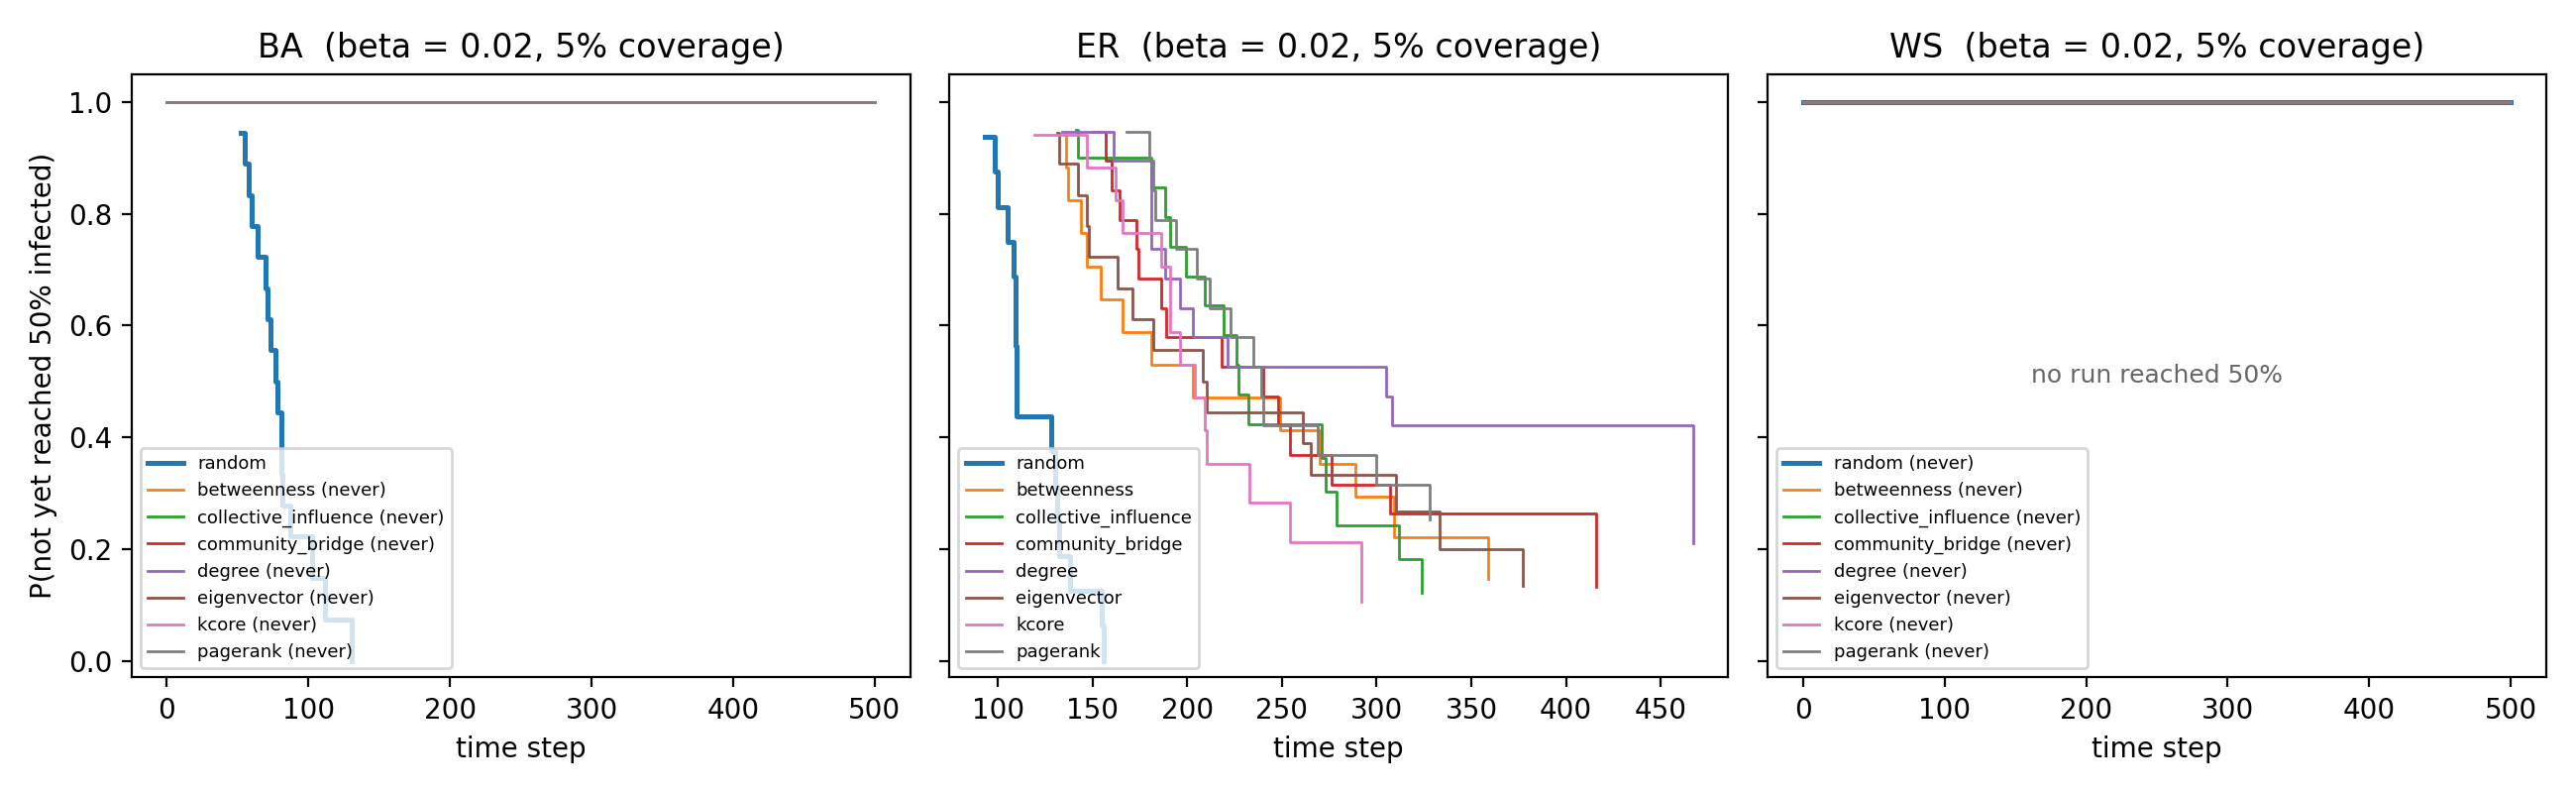 BA (beta = 0.02, 5% coverage)
P(not yet reached 50% infected)
1.0
0.8
0.6
0.4
0.2
0.0
random
betweenness (never)
collective_influence (never)
community_bridge (never)
degree (never)
eigenvector (never)
kcore (never)
pagerank (never)
0 100 200 300 400 500
time step
ER (beta = 0.02, 5% coverage)
random
betweenness
collective_influence
community_bridge
degree
eigenvector
kcore
pagerank
100 150 200 250 300 350 400 450
time step
WS (beta = 0.02, 5% coverage)
no run reached 50%
random (never)
betweenness (never)
collective_influence (never)
community_bridge (never)
degree (never)
eigenvector (never)
kcore (never)
pagerank (never)
0 100 200 300 400 500
time step